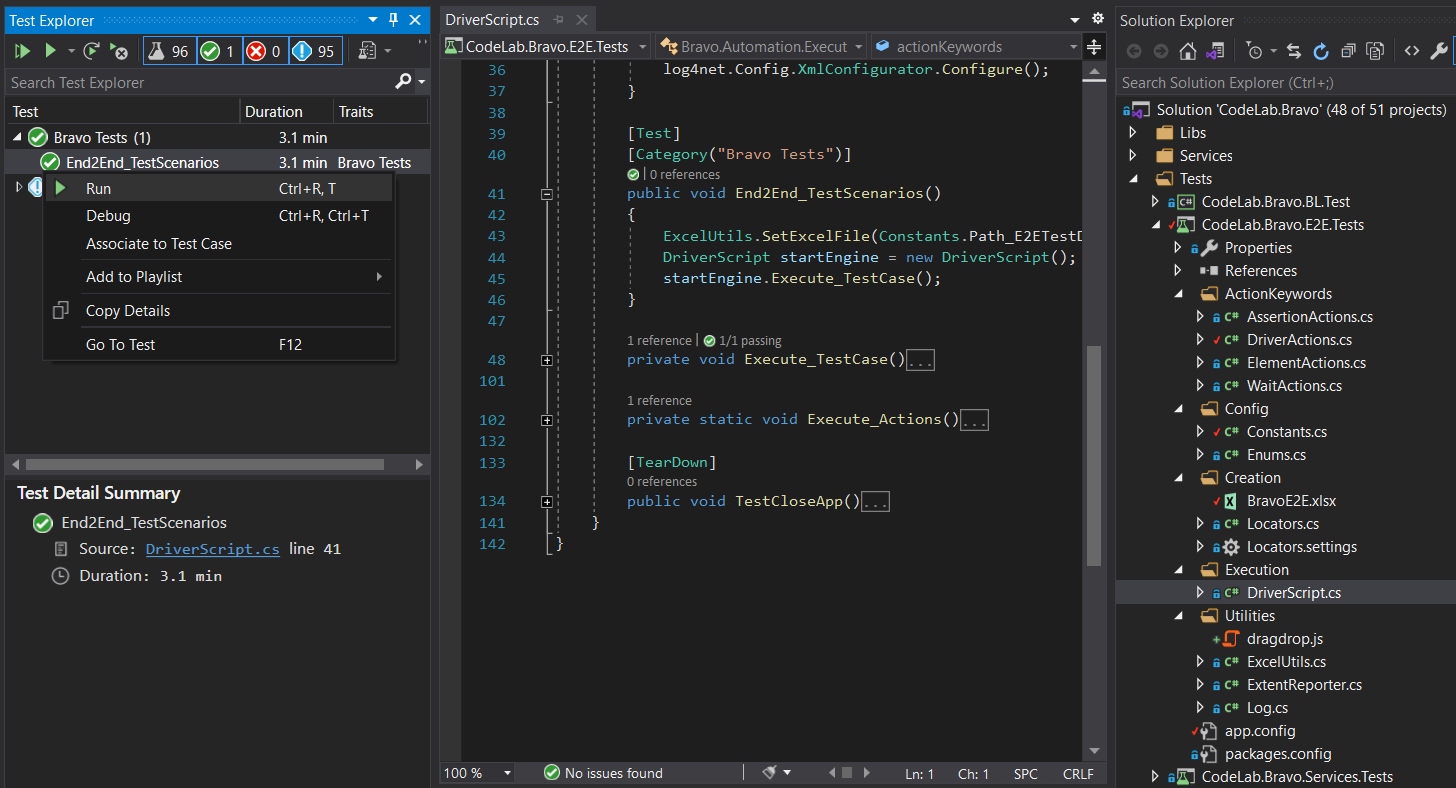 Test Explorer
96 1 0 95
Search Test Explorer
Test Duration Traits
Bravo Tests (1) 3.1 min
End2End_TestScenarios 3.1 min Bravo Tests
Run Ctrl+R, T
Debug Ctrl+R, Ctrl+T
Associate to Test Case
Add to Playlist
Copy Details
Go To Test F12
Test Detail Summary
End2End_TestScenarios
Source: DriverScript.cs line 41
Duration: 3.1 min
DriverScript.cs
CodeLab.Bravo.E2E.Tests Bravo.Automation.Execut actionKeywords
36 log4net.Config.XmlConfigurator.Configure();
37 }
38
39 [Test]
40 [Category("Bravo Tests")]
| 0 references
41 public void End2End_TestScenarios()
42 {
43 ExcelUtils.SetExcelFile(Constants.Path_E2ETestD
44 DriverScript startEngine = new DriverScript();
45 startEngine.Execute_TestCase();
46 }
47
1 reference | 1/1 passing
48 private void Execute_TestCase()...
101
1 reference
102 private static void Execute_Actions()...
132
133 [TearDown]
0 references
134 public void TestCloseApp()...
141 }
142 }
100 % No issues found Ln: 1 Ch: 1 SPC CRLF
Solution Explorer
Search Solution Explorer (Ctrl+;)
Solution 'CodeLab.Bravo' (48 of 51 projects)
Libs
Services
Tests
C# CodeLab.Bravo.BL.Test
CodeLab.Bravo.E2E.Tests
Properties
References
ActionKeywords
C# AssertionActions.cs
C# DriverActions.cs
C# ElementActions.cs
C# WaitActions.cs
Config
C# Constants.cs
C# Enums.cs
Creation
BravoE2E.xlsx
C# Locators.cs
Locators.settings
Execution
C# DriverScript.cs
Utilities
dragdrop.js
C# ExcelUtils.cs
C# ExtentReporter.cs
C# Log.cs
app.config
packages.config
CodeLab.Bravo.Services.Tests